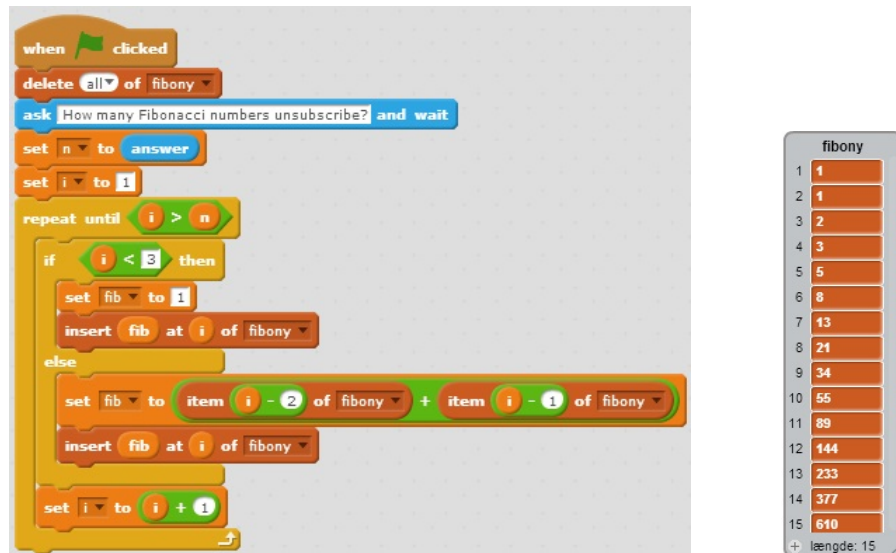 when clicked
delete all of fibony
ask How many Fibonacci numbers unsubscribe? and wait
set n to answer
set i to 1
repeat until i > n
if i < 3 then
set fib to 1
insert fib at i of fibony
else
set fib to item i - 2 of fibony + item i - 1 of fibony
insert fib at i of fibony
set i to i + 1
fibony
1 1
2 1
3 2
4 3
5 5
6 8
7 13
8 21
9 34
10 55
11 89
12 144
13 233
14 377
15 610
+ længde: 15